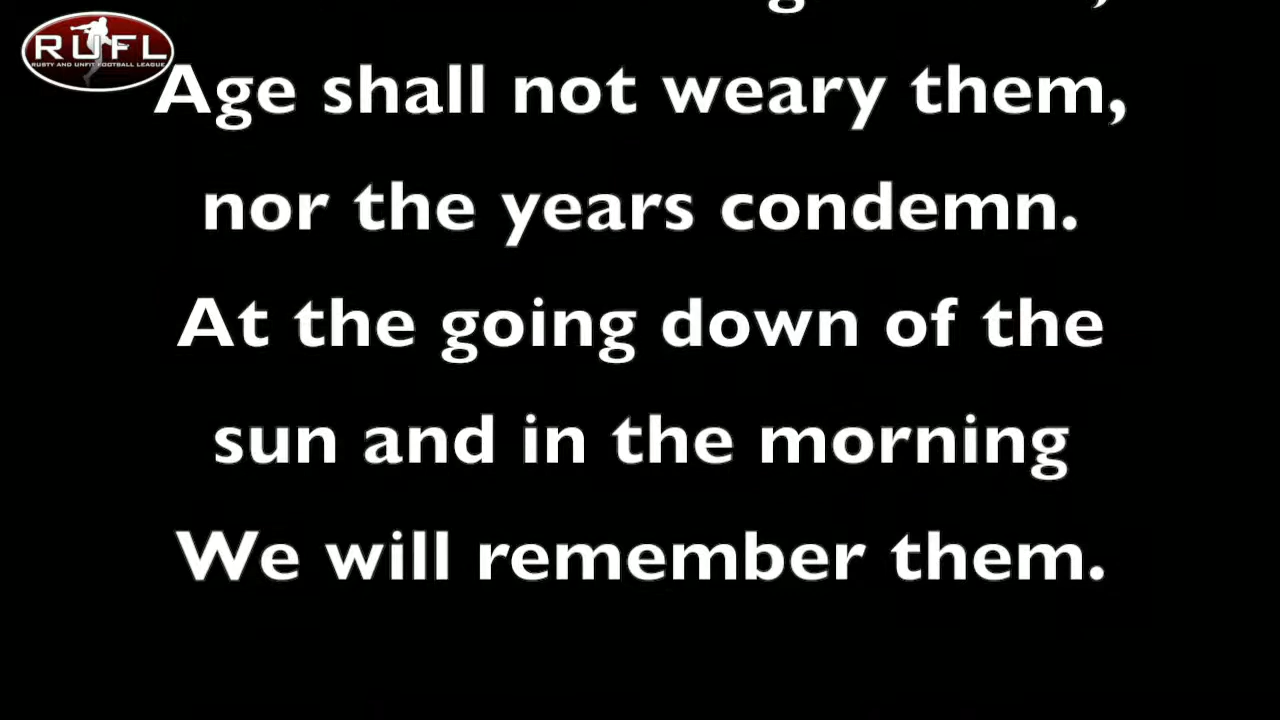 RUFL
RUSTY AND UNFIT FOOTBALL LEAGUE
Age shall not weary them,
nor the years condemn.
At the going down of the
sun and in the morning
We will remember them.